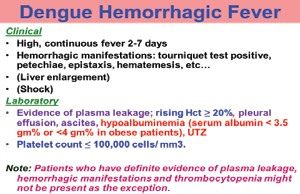 Dengue Hemorrhagic Fever
Clinical
• High, continuous fever 2-7 days
• Hemorrhagic manifestations: tourniquet test positive,
petechiae, epistaxis, hematemesis, etc...
• (Liver enlargement)
• (Shock)
Laboratory
• Evidence of plasma leakage; rising Hct ≥ 20%, pleural
effusion, ascites, hypoalbuminemia (serum albumin < 3.5
gm% or <4 gm% in obese patients), UTZ
• Platelet count ≤ 100,000 cells/ mm3.
Note: Patients who have definite evidence of plasma leakage,
hemorrhagic manifestations and thrombocytopenia might
not be present as the exception.